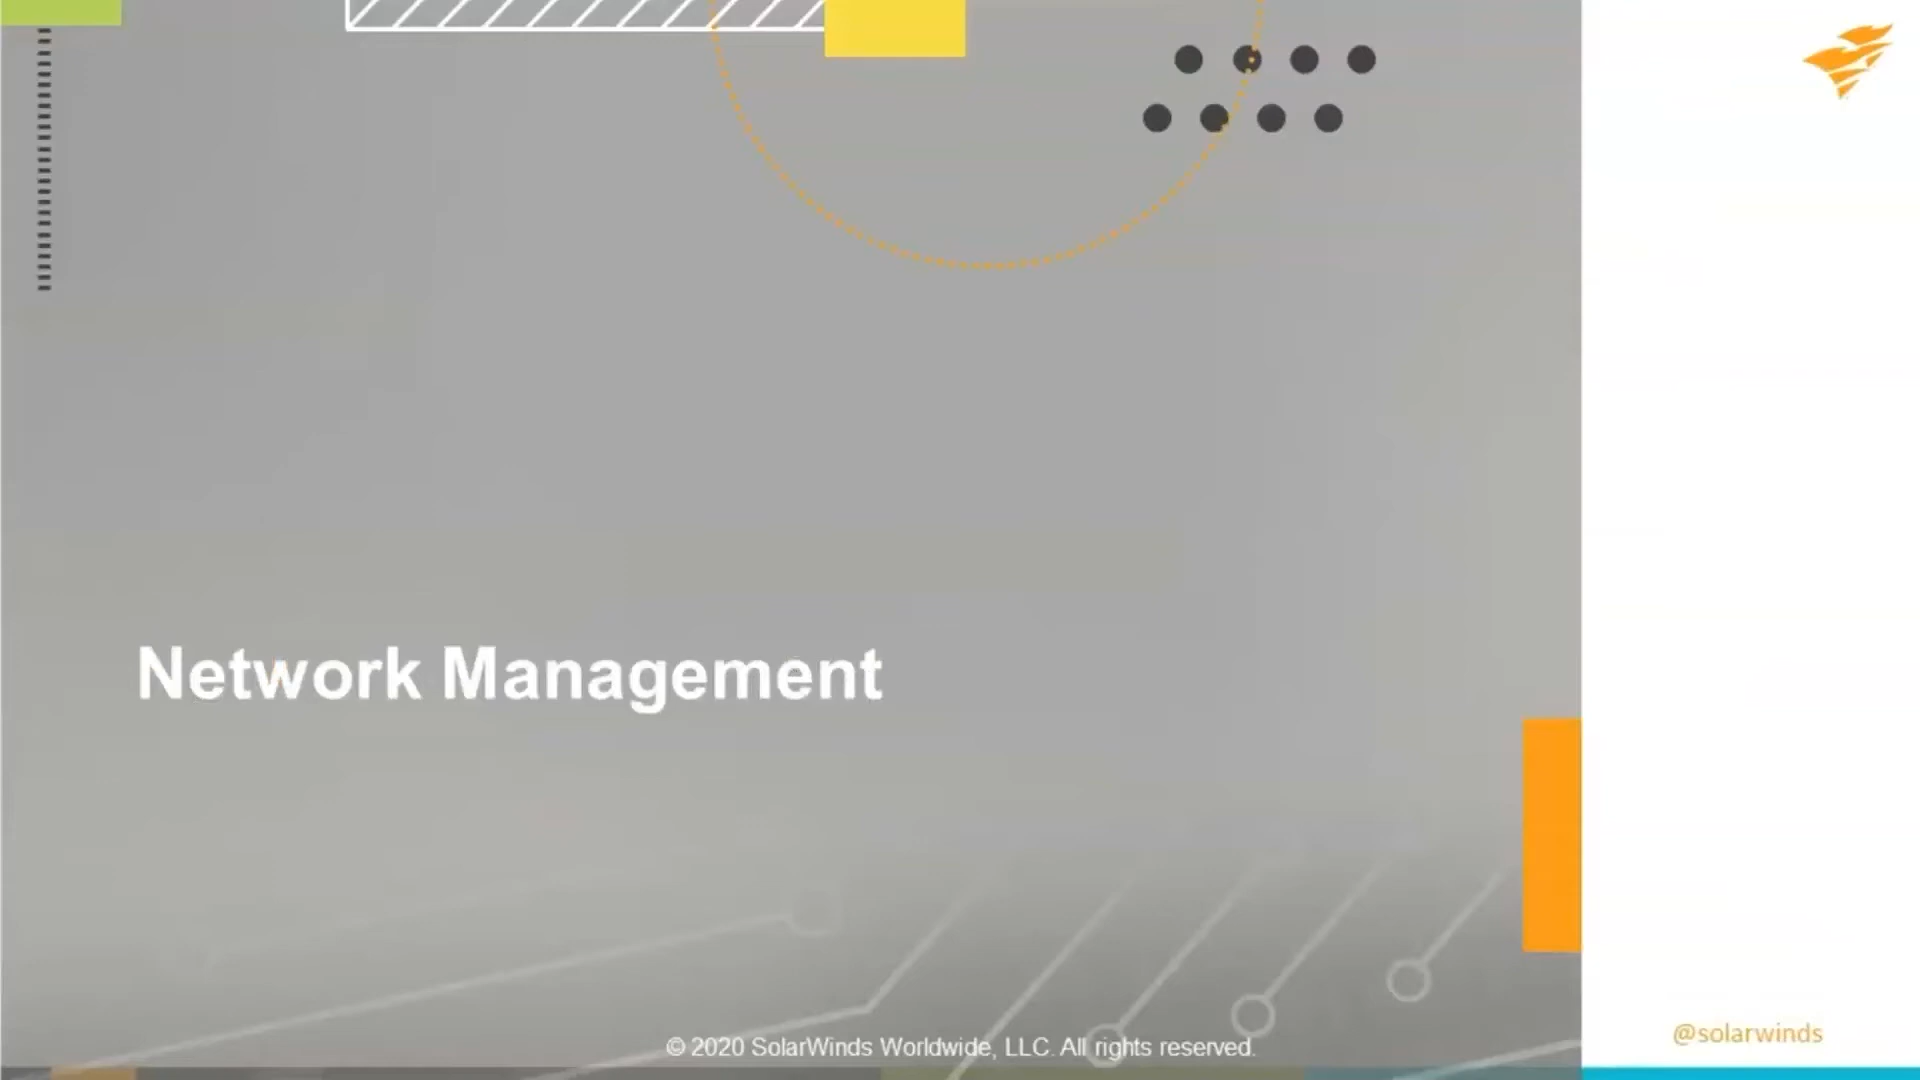 Network Management
© 2020 SolarWinds Worldwide, LLC. All rights reserved.
@solarwinds